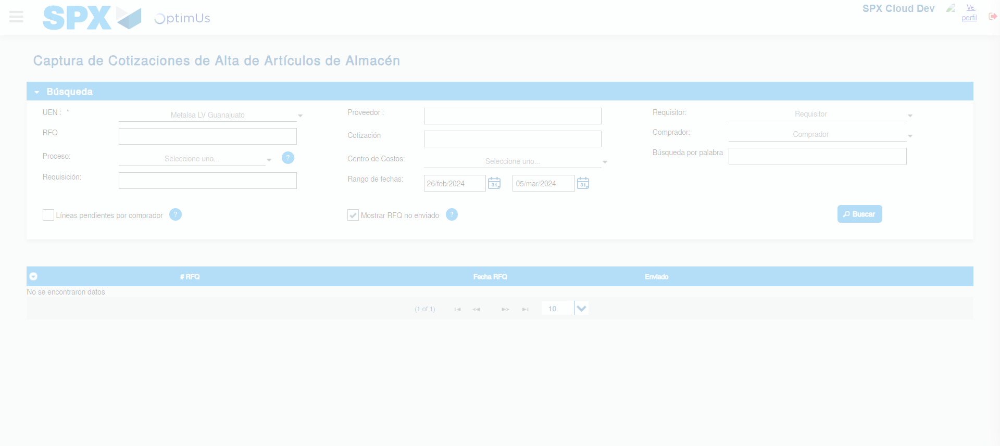 SPX
OptimUs
SPX Cloud Dev
Ve
perfil
Captura de Cotizaciones de Alta de Artículos de Almacén
Búsqueda
UEN : * Metalsa LV Guanajuato
Proveedor :
Requisitor: Requisitor
RFQ
Cotización
Comprador: Comprador
Proceso: Seleccione uno... ?
Centro de Costos: Seleccione uno...
Búsqueda por palabra
Requisición:
Rango de fechas: 26/feb/2024 31 05/mar/2024 31
Líneas pendientes por comprador ?
Mostrar RFQ no enviado ?
Buscar
# RFQ Fecha RFQ Enviado
No se encontraron datos
(1 of 1) 10